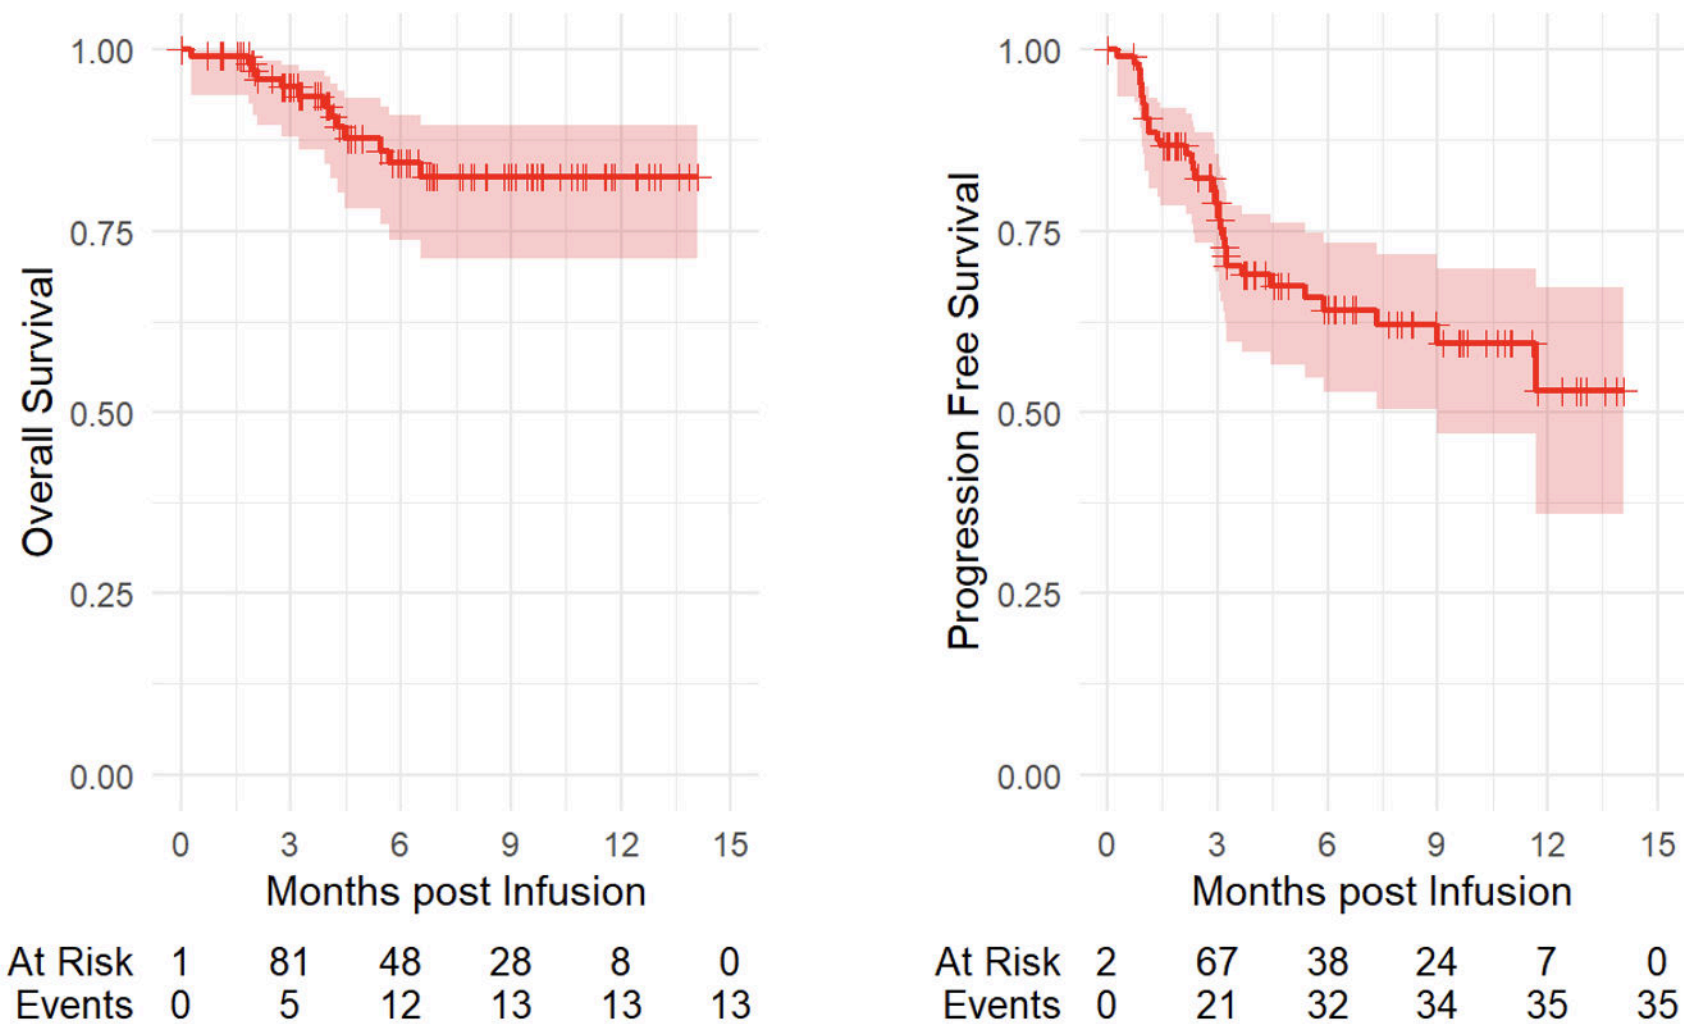 Overall Survival
1.00
0.75
0.50
0.25
0.00
0 3 6 9 12 15
Months post Infusion
At Risk 1 81 48 28 8 0
Events 0 5 12 13 13 13
Progression Free Survival
1.00
0.75
0.50
0.25
0.00
0 3 6 9 12 15
Months post Infusion
At Risk 2 67 38 24 7 0
Events 0 21 32 34 35 35